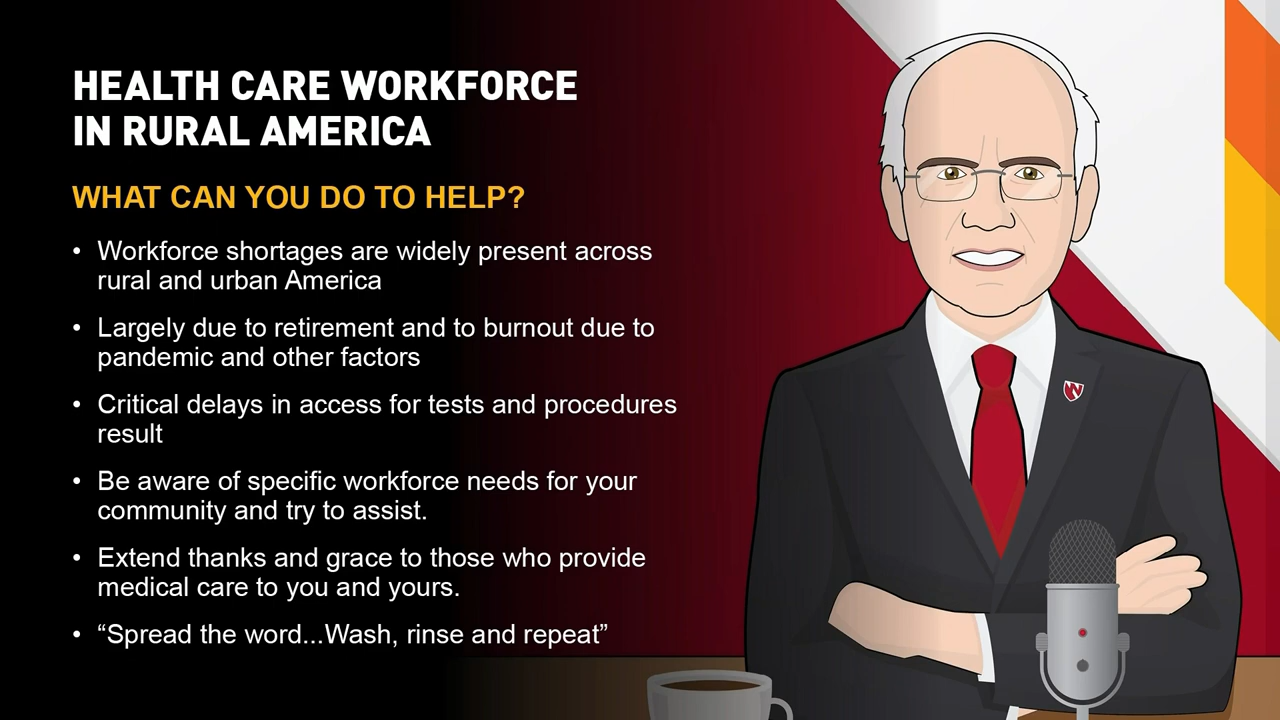 HEALTH CARE WORKFORCE
IN RURAL AMERICA
WHAT CAN YOU DO TO HELP?
• Workforce shortages are widely present across
rural and urban America
• Largely due to retirement and to burnout due to
pandemic and other factors
• Critical delays in access for tests and procedures
result
• Be aware of specific workforce needs for your
community and try to assist.
• Extend thanks and grace to those who provide
medical care to you and yours.
• “Spread the word...Wash, rinse and repeat”
N